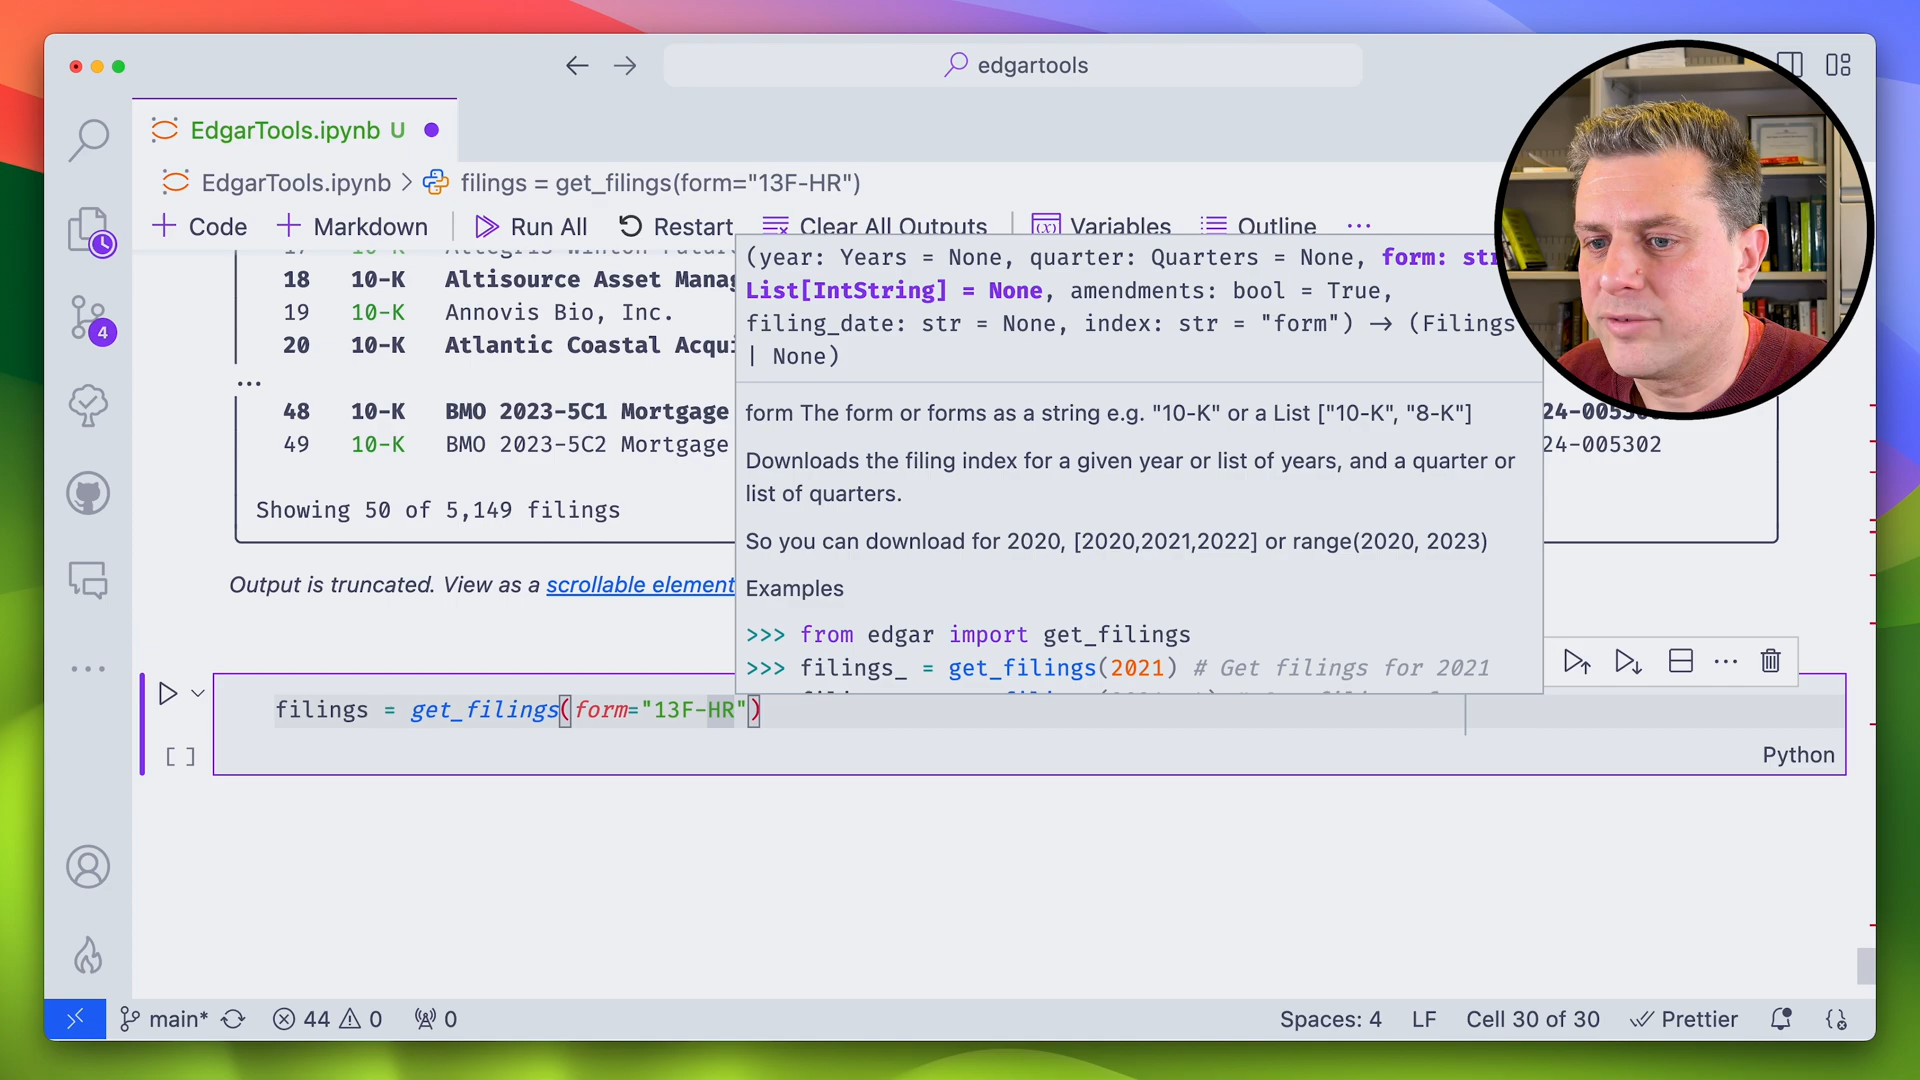 edgartools
EdgarTools.ipynb U
EdgarTools.ipynb > filings = get_filings(form="13F-HR")
+ Code + Markdown Run All Restart Clear All Outputs Variables Outline ...
18 10-K Altisource Asset Mana
19 10-K Annovis Bio, Inc.
20 10-K Atlantic Coastal Acqu
...
48 10-K BMO 2023-5C1 Mortgage
49 10-K BMO 2023-5C2 Mortgage 24-005302
Showing 50 of 5,149 filings
Output is truncated. View as a scrollable element
(year: Years = None, quarter: Quarters = None, form: str
List[IntString] = None, amendments: bool = True,
filing_date: str = None, index: str = "form") -> (Filings
| None)
form The form or forms as a string e.g. "10-K" or a List ["10-K", "8-K"]
Downloads the filing index for a given year or list of years, and a quarter or
list of quarters.
So you can download for 2020, [2020,2021,2022] or range(2020, 2023)
Examples
>>> from edgar import get_filings
>>> filings_ = get_filings(2021) # Get filings for 2021
filings = get_filings(form="13F-HR")
[ ]
Python
4
main* 44 0 0 Spaces: 4 LF Cell 30 of 30 Prettier